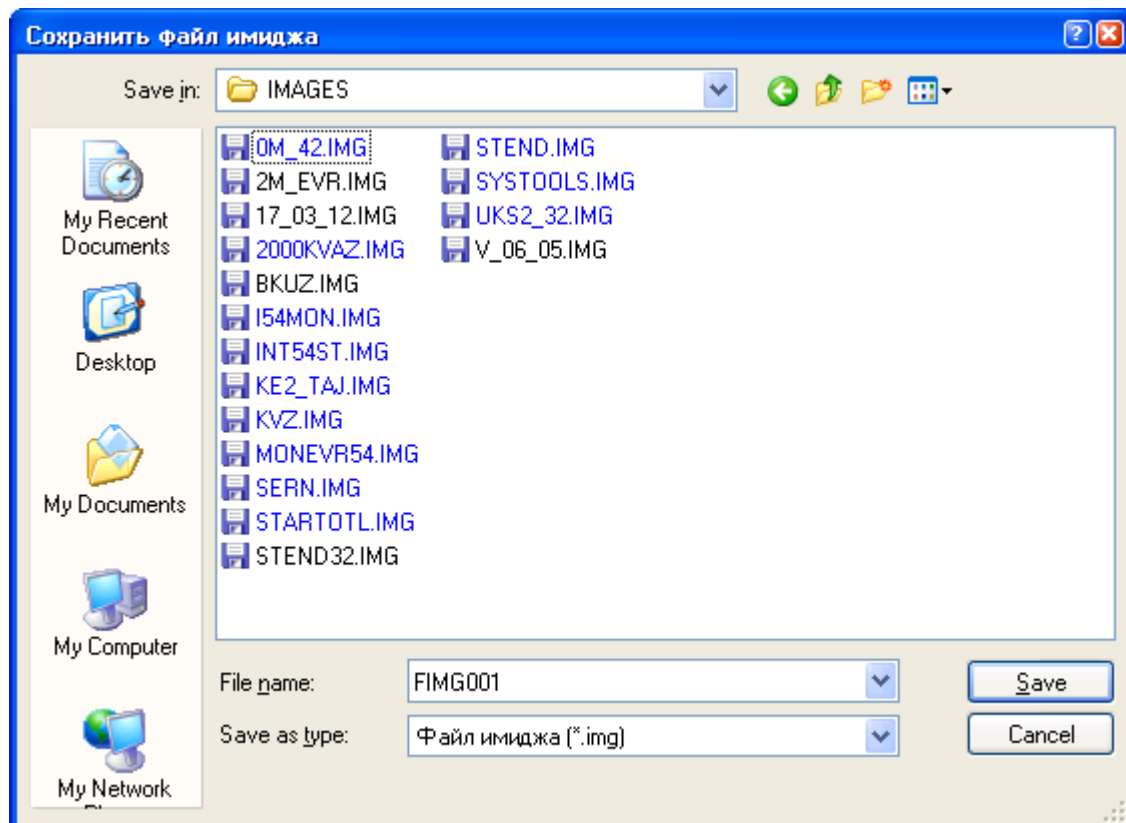 Сохранить файл имиджа
Save in: IMAGES
0M_42.IMG
2M_EVR.IMG
17_03_12.IMG
2000KVAZ.IMG
BKUZ.IMG
I54MON.IMG
INT54ST.IMG
KE2_TAJ.IMG
KVZ.IMG
MONEVR54.IMG
SERN.IMG
STARTOTL.IMG
STEND32.IMG
STEND.IMG
SYSTOOLS.IMG
UKS2_32.IMG
V_06_05.IMG
My Recent
Documents
Desktop
My Documents
My Computer
My Network
File name: FIMG001 Save
Save as type: Файл имиджа (*.img) Cancel